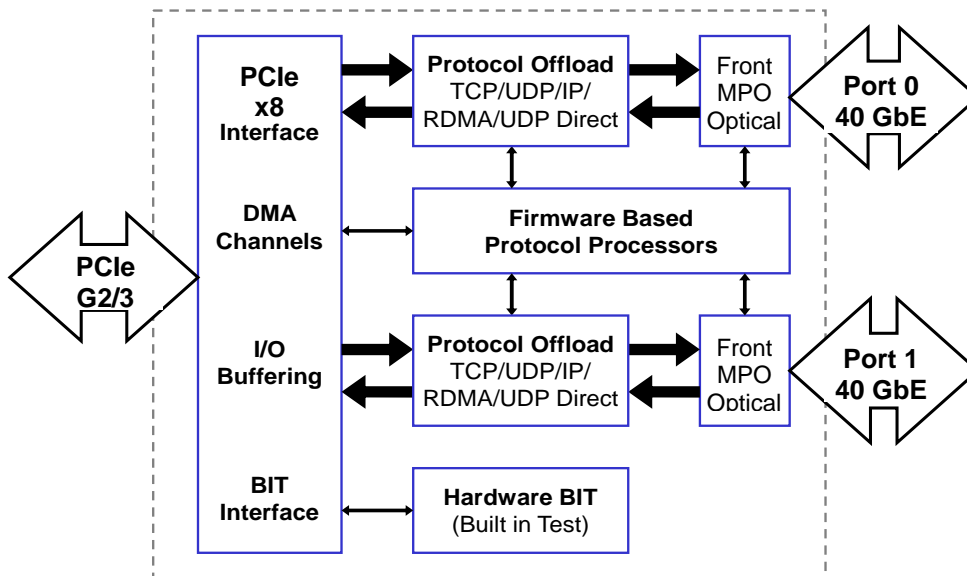 PCIe
G2/3
PCIe
x8
Interface
DMA
Channels
I/O
Buffering
BIT
Interface
Protocol Offload
TCP/UDP/IP/
RDMA/UDP Direct
Front
MPO
Optical
Port 0
40 GbE
Firmware Based
Protocol Processors
Protocol Offload
TCP/UDP/IP/
RDMA/UDP Direct
Front
MPO
Optical
Port 1
40 GbE
Hardware BIT
(Built in Test)